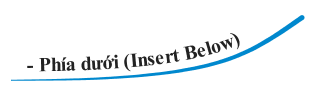 - Phía dưới (Insert Below)